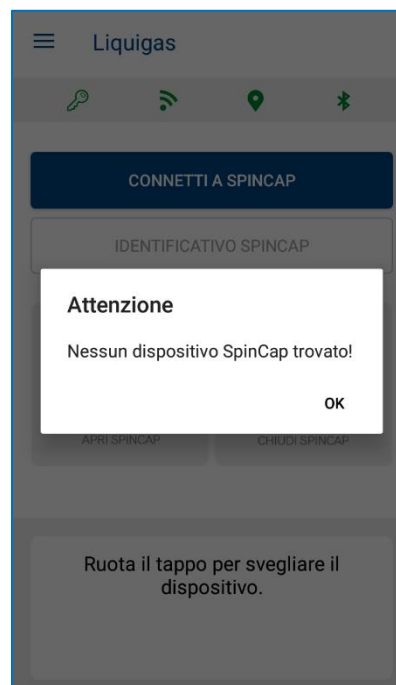 Liquigas
CONNETTI A SPINCAP
IDENTIFICATIVO SPINCAP
Attenzione
Nessun dispositivo SpinCap trovato!
OK
APRI SPINCAP
CHIUDI SPINCAP
Ruota il tappo per svegliare il
dispositivo.